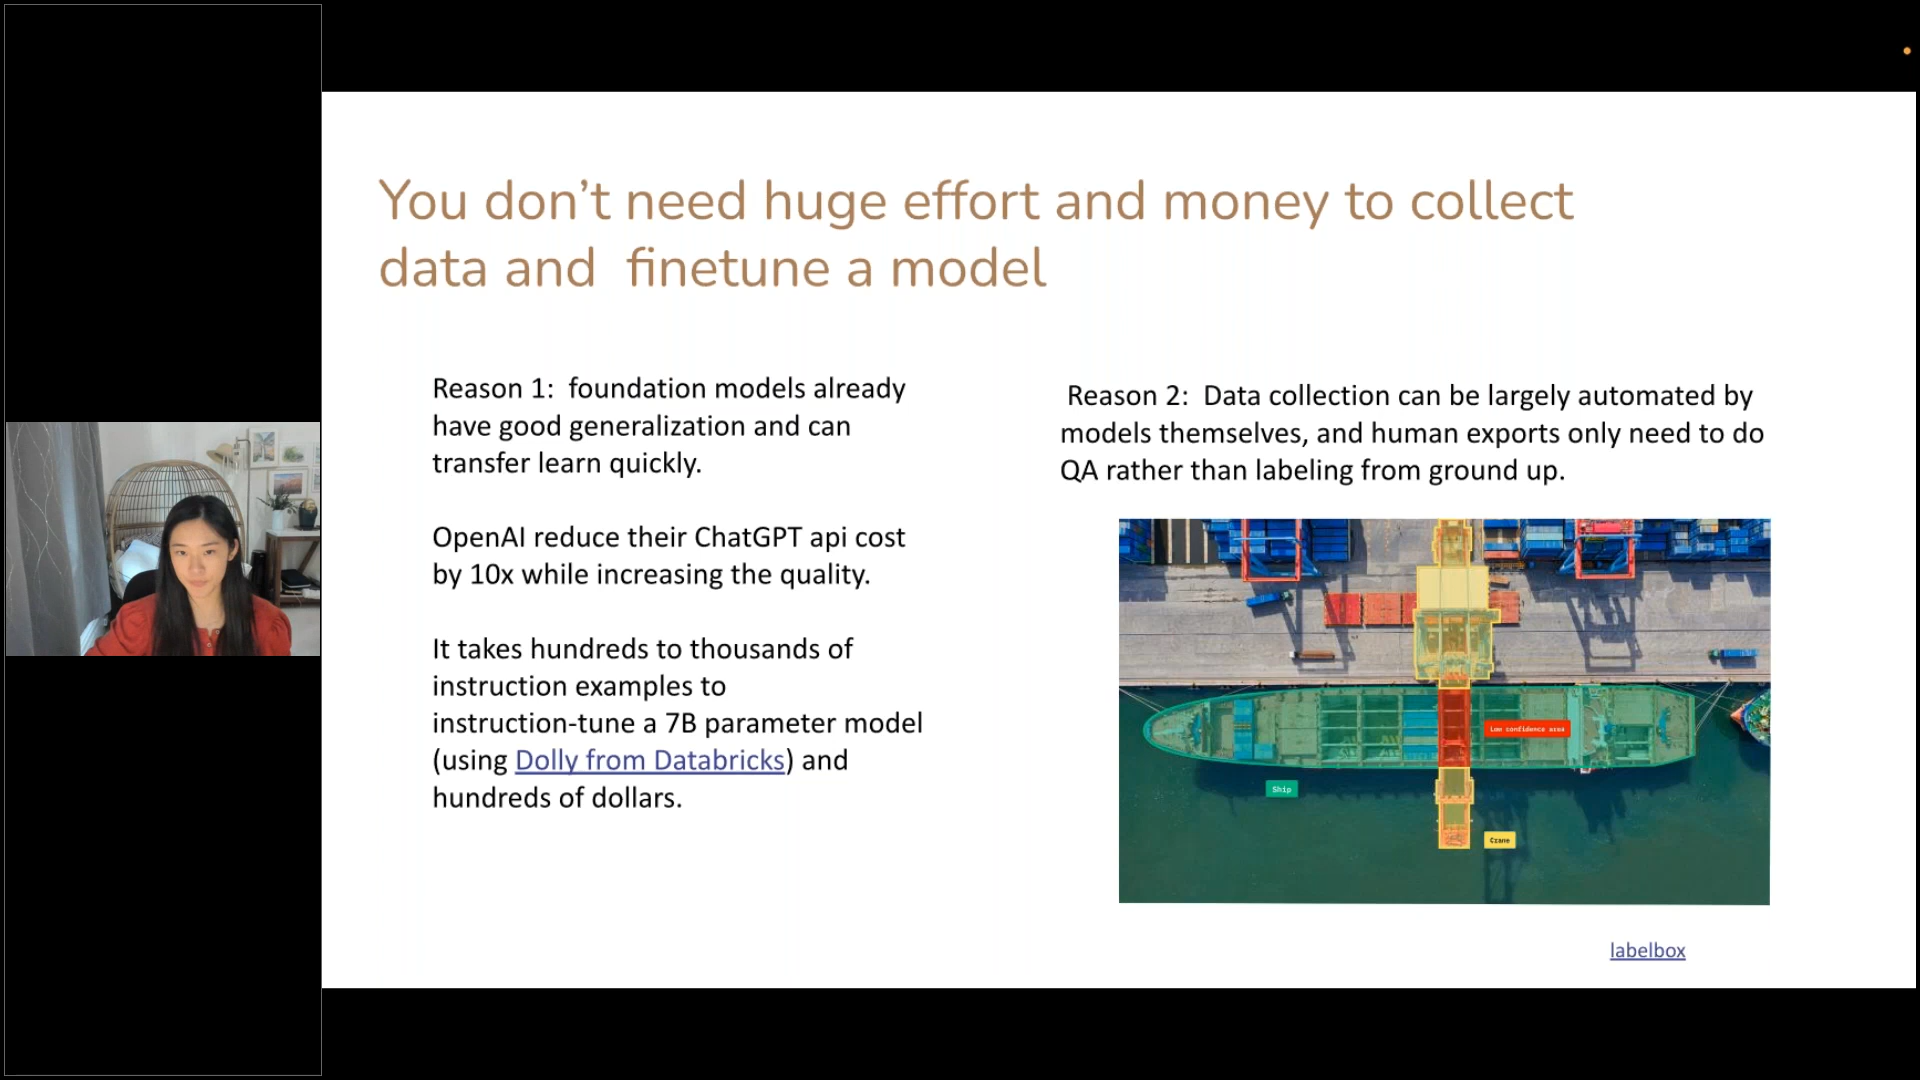 You don’t need huge effort and money to collect
data and  finetune a model
Reason 1:  foundation models already
have good generalization and can
transfer learn quickly.
OpenAI reduce their ChatGPT api cost
by 10x while increasing the quality.
It takes hundreds to thousands of
instruction examples to
instruction-tune a 7B parameter model
(using Dolly from Databricks) and
hundreds of dollars.
Reason 2:  Data collection can be largely automated by
models themselves, and human exports only need to do
QA rather than labeling from ground up.
Low confidence area
Ship
Crane
labelbox